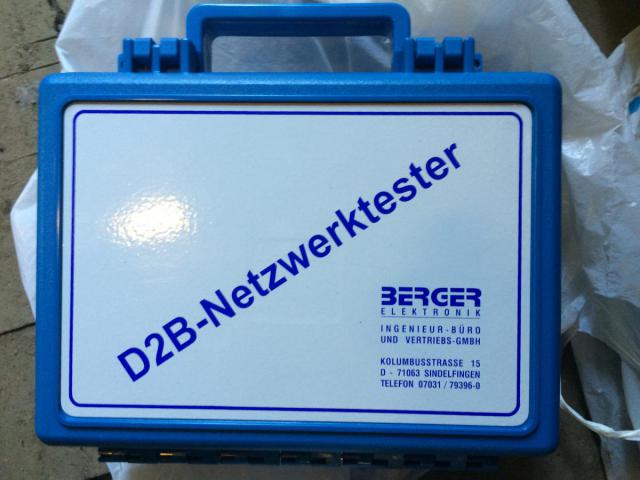 D2B-Netzwerktester
BERGER
ELEKTRONIK
INGENIEUR-BÜRO
UND VERTRIEBS-GMBH
KOLUMBUSSTRASSE 15
D - 71063 SINDELFINGEN
TELEFON 07031 / 79396-0